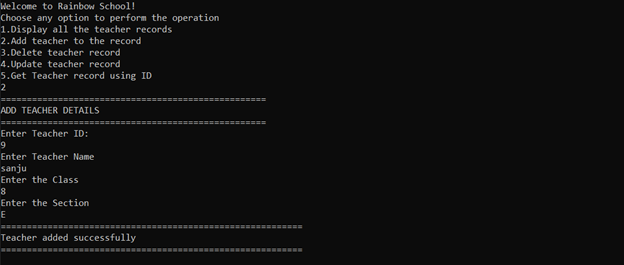 Welcome to Rainbow School!
Choose any option to perform the operation
1.Display all the teacher records
2.Add teacher to the record
3.Delete teacher record
4.Update teacher record
5.Get Teacher record using ID
2
===================================================
ADD TEACHER DETAILS
===================================================
Enter Teacher ID:
9
Enter Teacher Name
sanju
Enter the Class
8
Enter the Section
E
==========================================================
Teacher added successfully
==========================================================